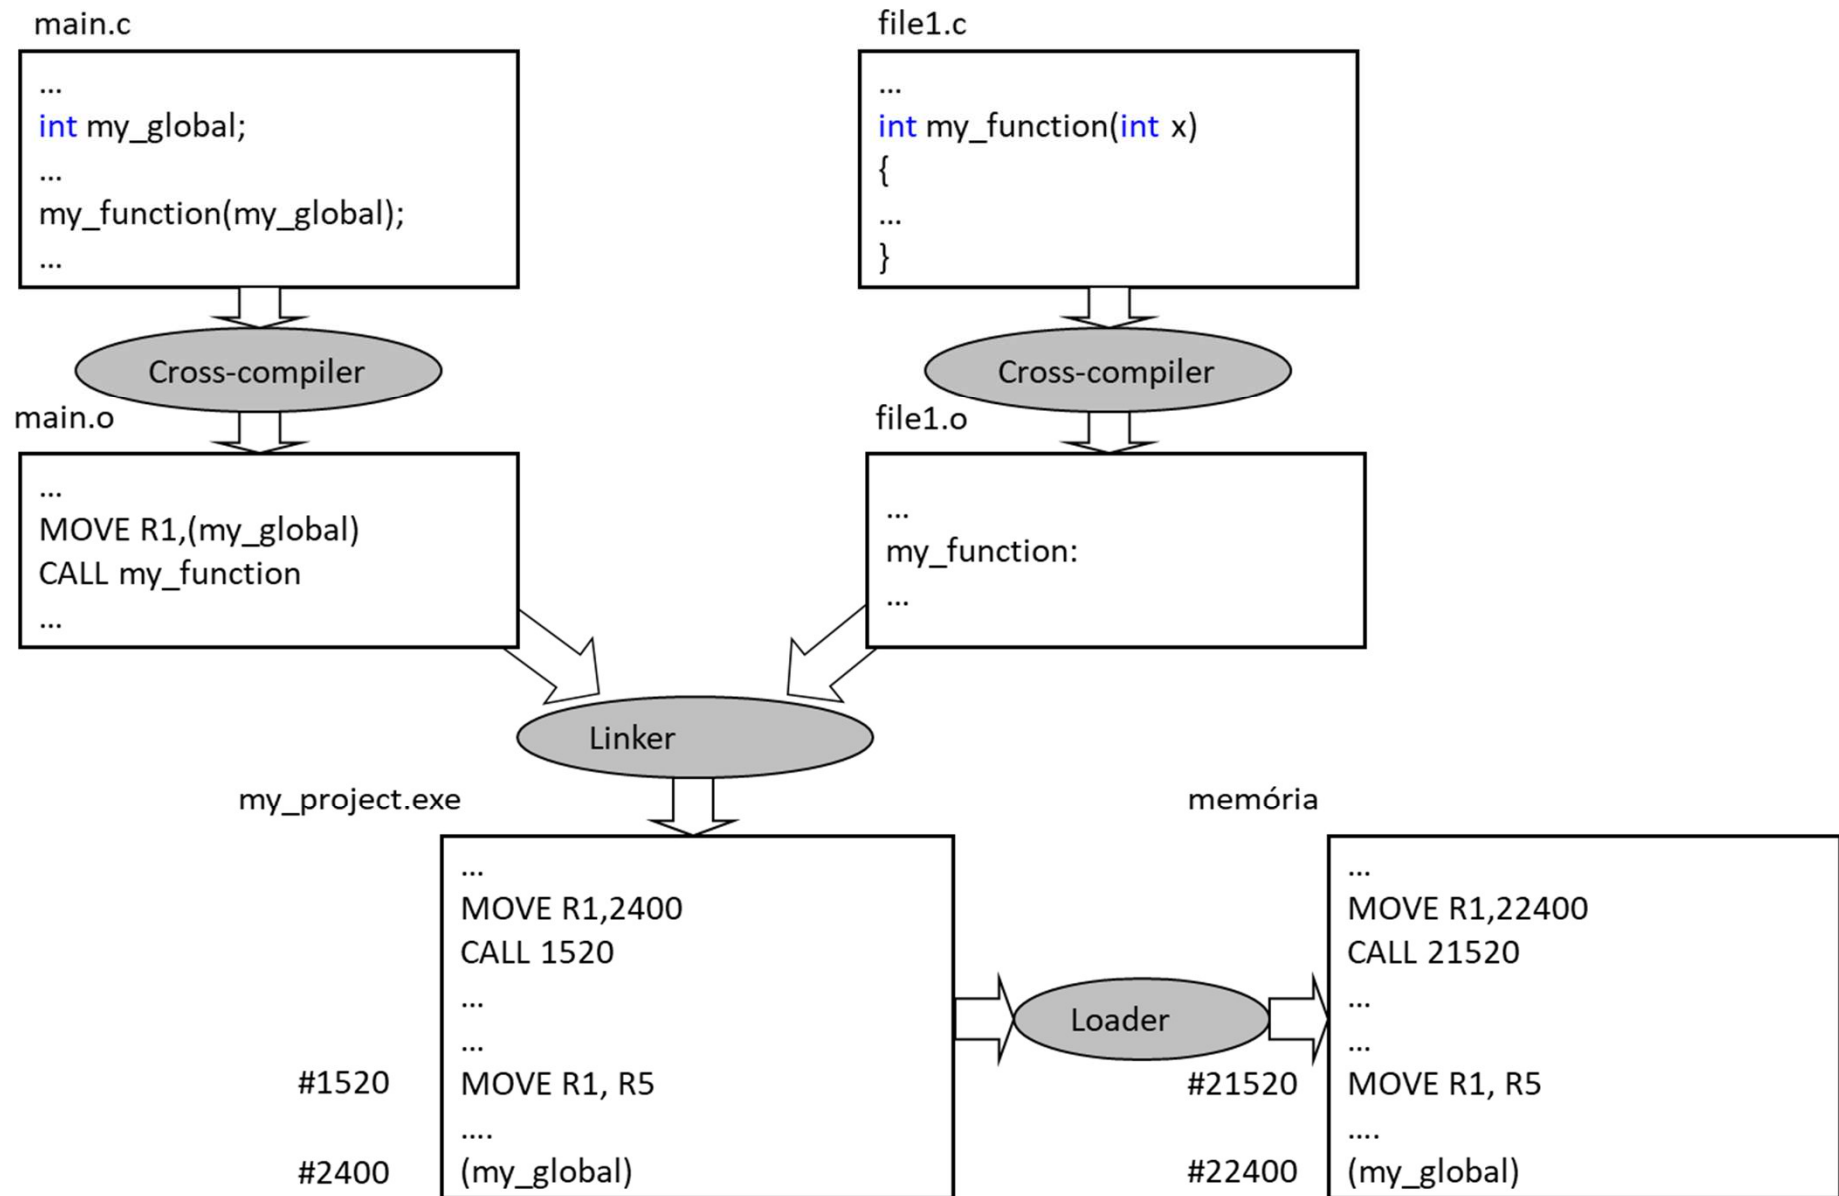 main.c
...
int my_global;
...
my_function(my_global);
...
file1.c
...
int my_function(int x)
{
...
}
Cross-compiler
Cross-compiler
main.o
...
MOVE R1,(my_global)
CALL my_function
...
file1.o
...
my_function:
...
Linker
my_project.exe
...
MOVE R1,2400
CALL 1520
...
...
#1520 MOVE R1, R5
....
#2400 (my_global)
Loader
memória
...
MOVE R1,22400
CALL 21520
...
...
#21520 MOVE R1, R5
....
#22400 (my_global)